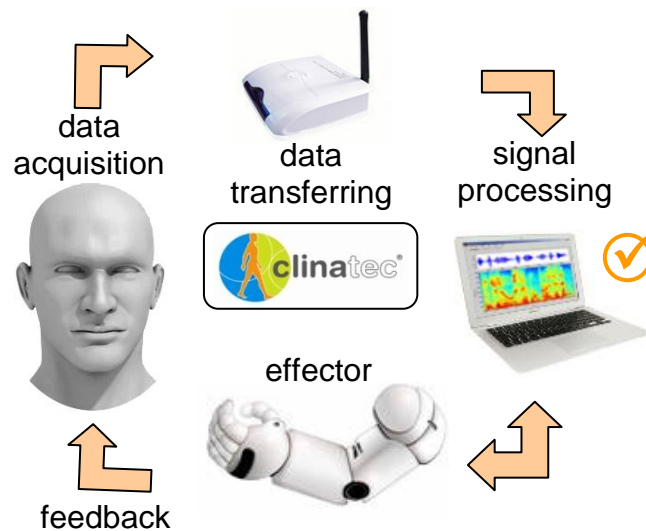 data
acquisition
data
transferring
signal
processing
clinatec®
effector
feedback